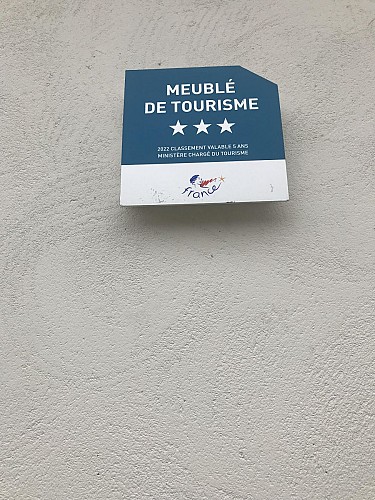 MEUBLÉ
DE TOURISME
2022 CLASSEMENT VALABLE 5 ANS
MINISTÈRE CHARGÉ DU TOURISME
france